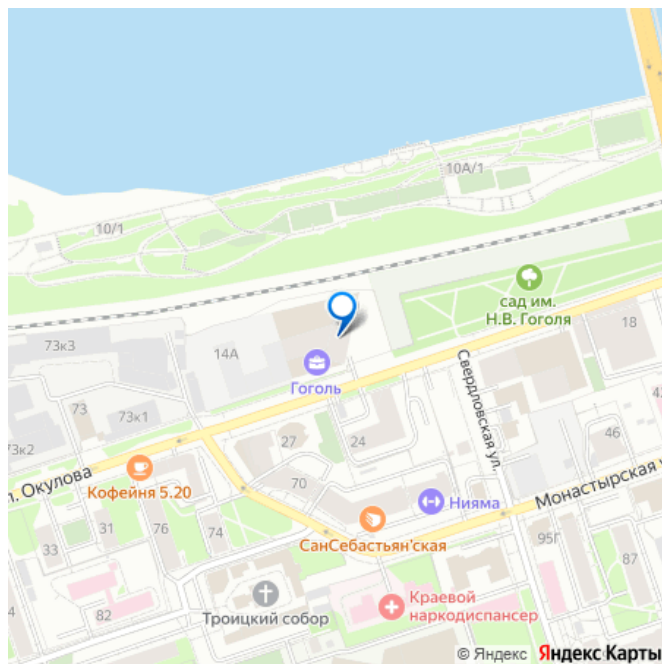 10А/1
10/1
сад им.
Н.В. Гоголя
18
73к3
14А
Гоголь
Свердловская ул.
73
73к1
73к2
27
24
46
л. Окулова
Кофейня 5.20
70
Нияма
Монастырская у
СанСебастьян'ская
33
31
76
74
95Г
87
82
Троицкий собор
Краевой
наркодиспансер
© Яндекс Яндекс Карты